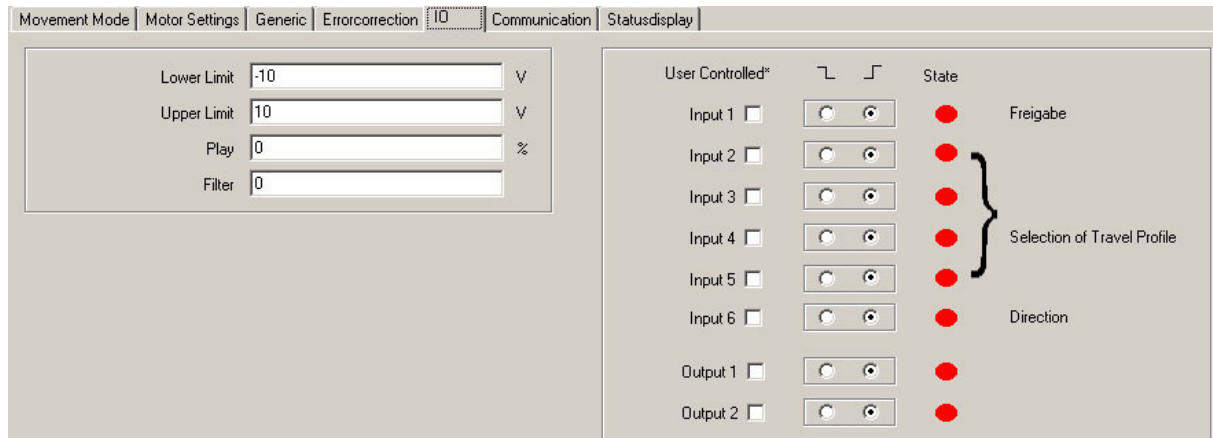 Movement Mode Motor Settings Generic Errorcorrection IO Communication Statusdisplay
Lower Limit -10 V
Upper Limit 10 V
Play 0 %
Filter 0
User Controlled* State
Input 1 Freigabe
Input 2
Input 3
Input 4 Selection of Travel Profile
Input 5
Input 6 Direction
Output 1
Output 2